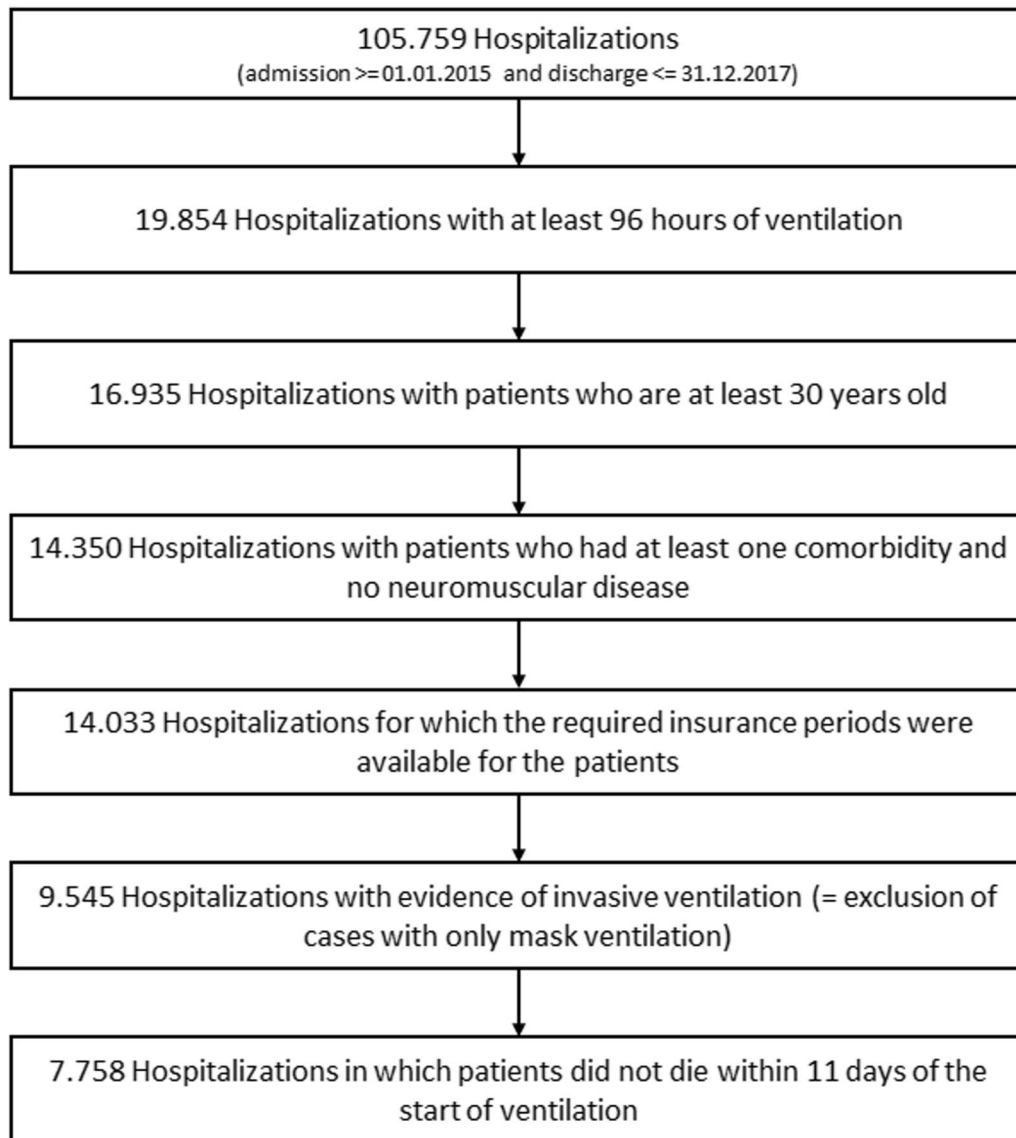 105.759 Hospitalizations
(admission >= 01.01.2015 and discharge <= 31.12.2017)
19.854 Hospitalizations with at least 96 hours of ventilation
16.935 Hospitalizations with patients who are at least 30 years old
14.350 Hospitalizations with patients who had at least one comorbidity and
no neuromuscular disease
14.033 Hospitalizations for which the required insurance periods were
available for the patients
9.545 Hospitalizations with evidence of invasive ventilation (= exclusion of
cases with only mask ventilation)
7.758 Hospitalizations in which patients did not die within 11 days of the
start of ventilation